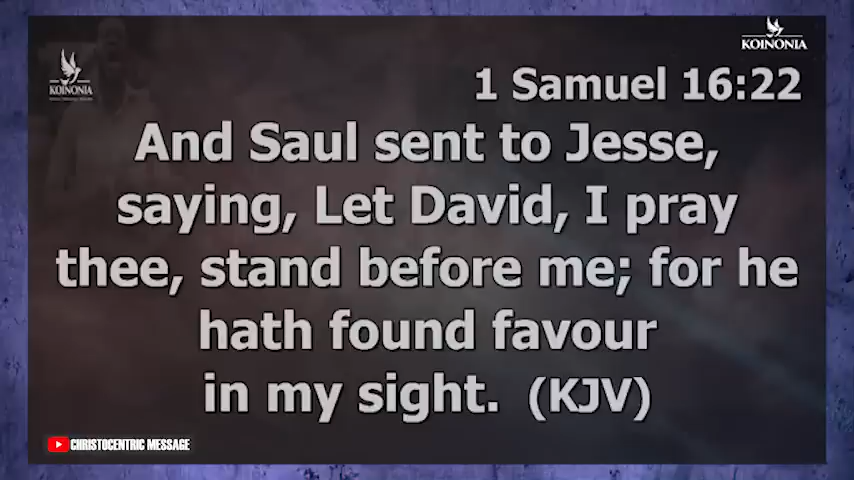 KOINONIA
KOINONIA
1 Samuel 16:22
And Saul sent to Jesse,
saying, Let David, I pray
thee, stand before me; for he
hath found favour
in my sight. (KJV)
CHRISTOCENTRIC MESSAGE